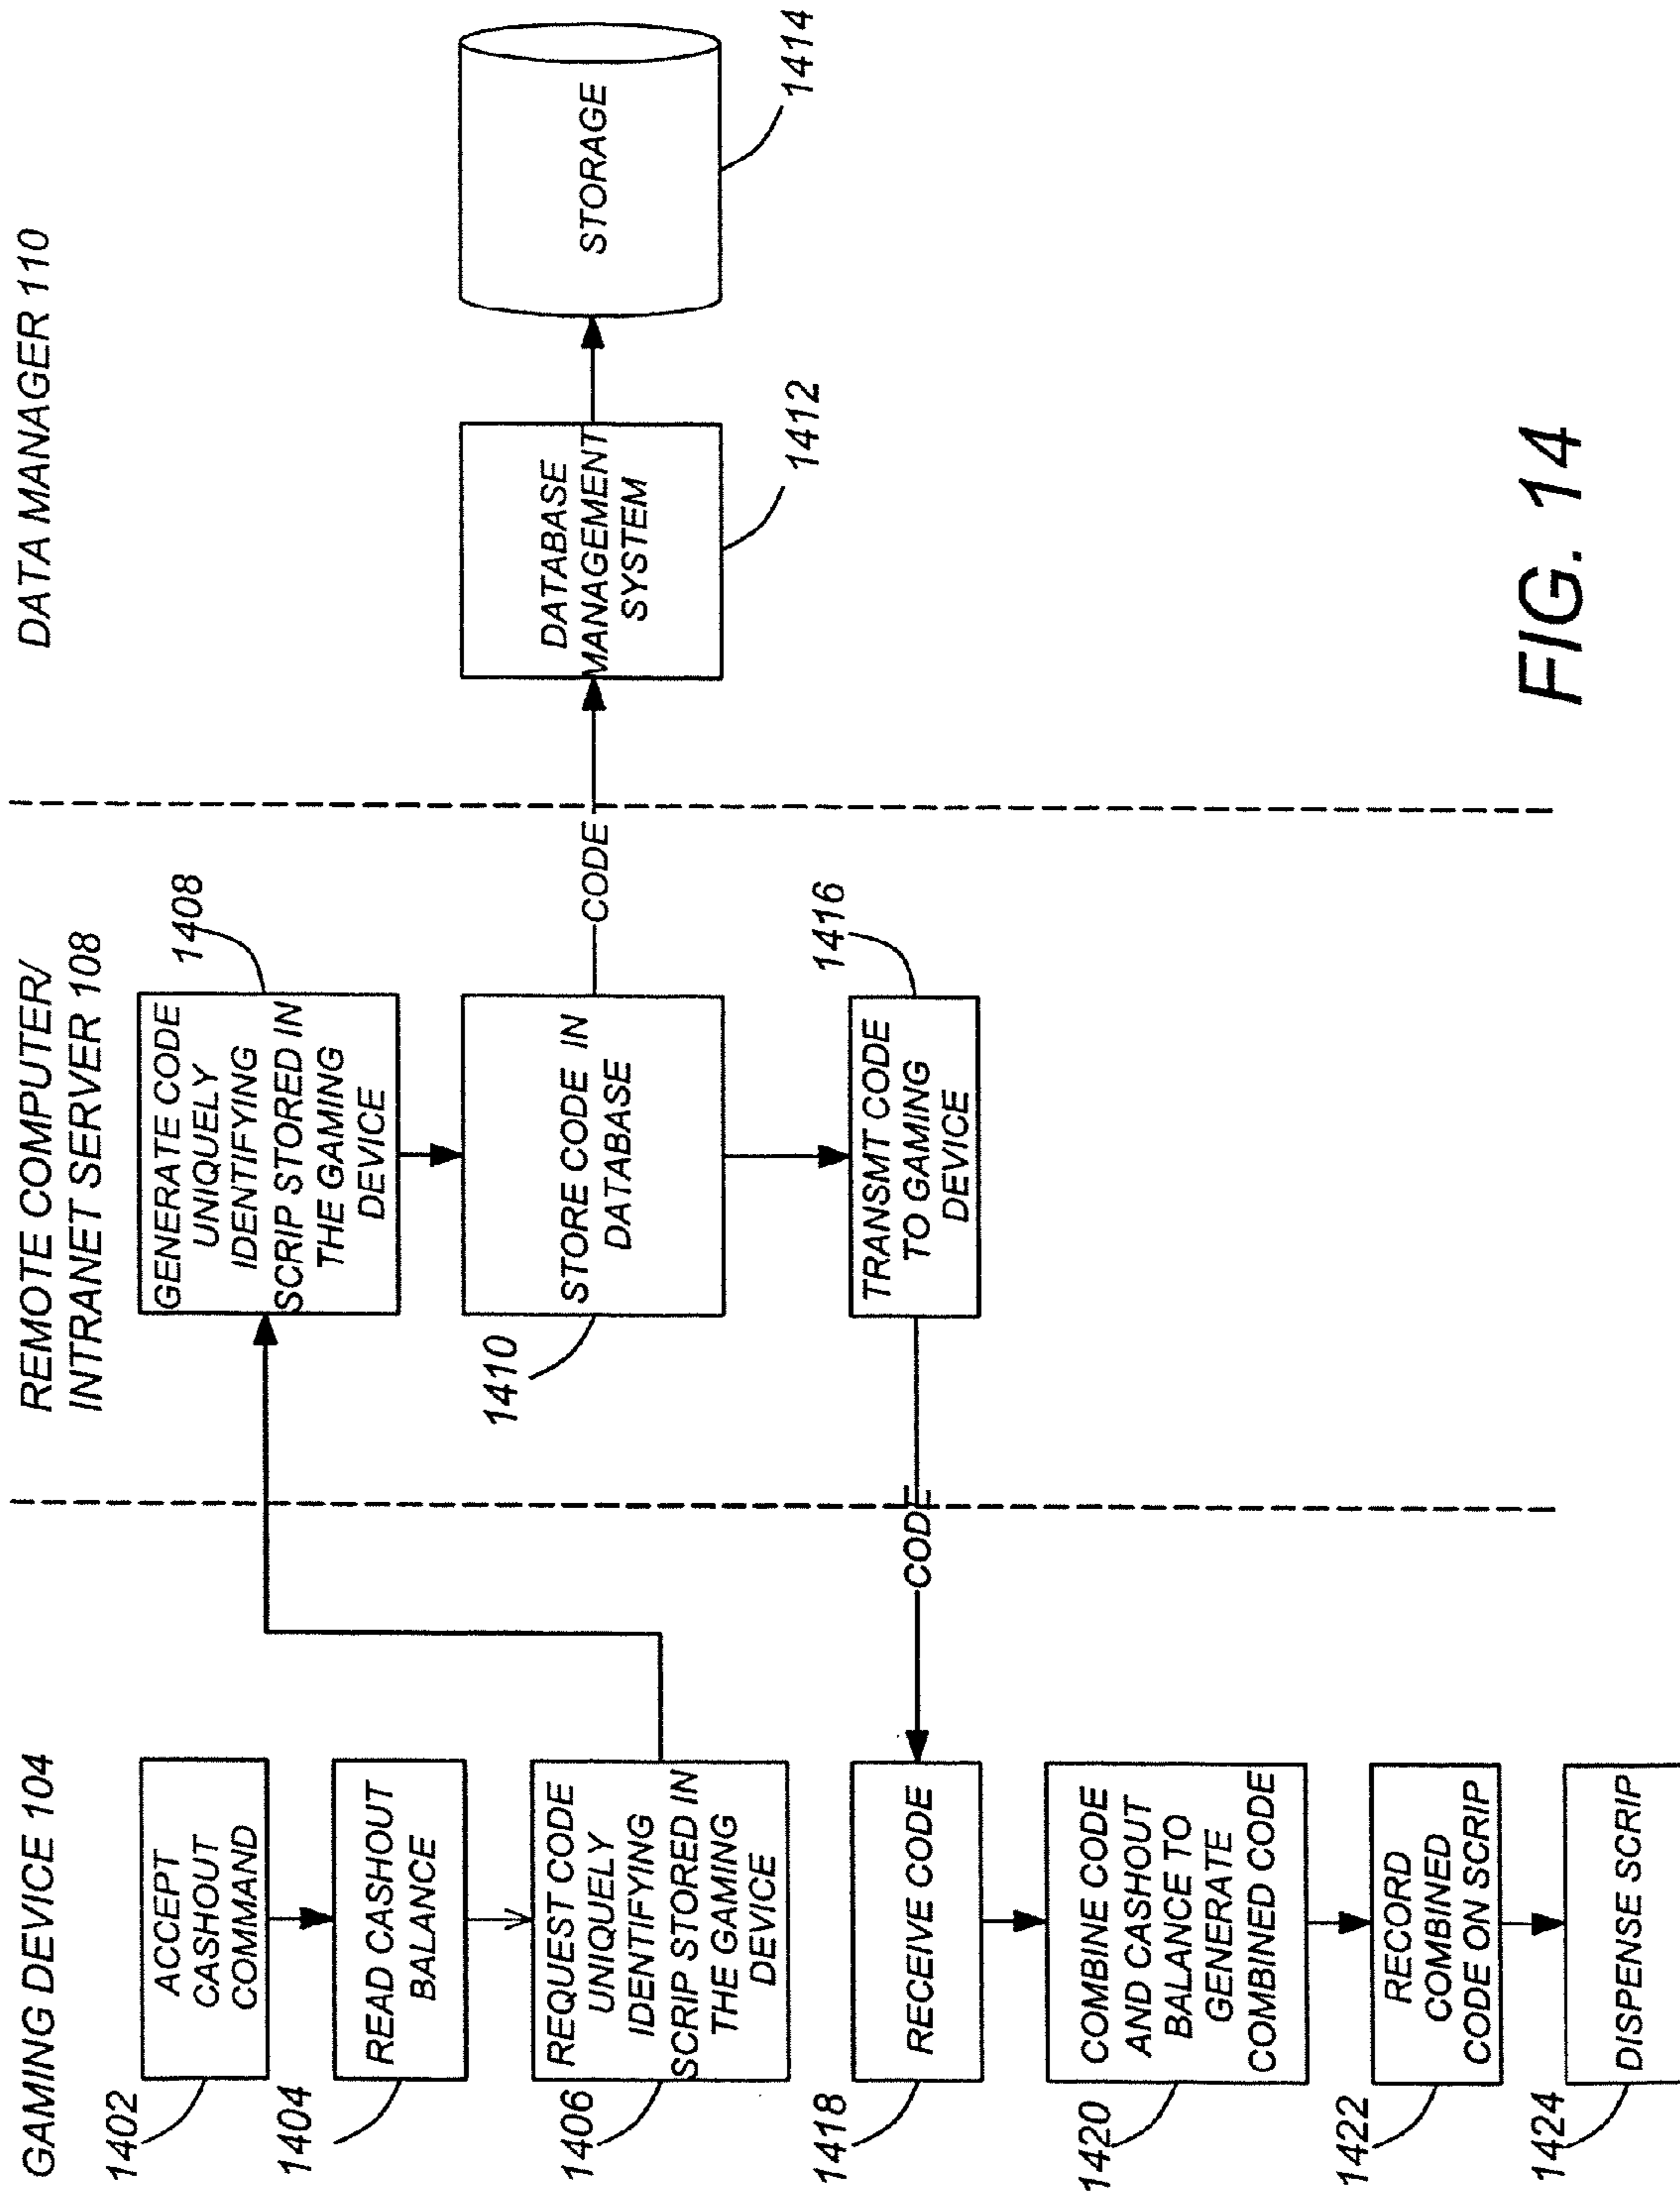 GAMING DEVICE 104
1402
ACCEPT
CASHOUT
COMMAND
1404
READ CASHOUT
BALANCE
1406
REQUEST CODE
UNIQUELY
IDENTIFYING
SCRIP STORED IN
THE GAMING
DEVICE
1418
RECEIVE CODE
1420
COMBINE CODE
AND CASHOUT
BALANCE TO
GENERATE
COMBINED CODE
1422
RECORD
COMBINED
CODE ON SCRIP
1424
DISPENSE SCRIP
REMOTE COMPUTER/
INTRANET SERVER 108
1408
GENERATE CODE
UNIQUELY
IDENTIFYING
SCRIP STORED IN
THE GAMING
DEVICE
1410
STORE CODE IN
DATABASE
CODE
1416
TRANSMT CODE
TO GAMING
DEVICE
CODE
DATA MANAGER 110
DATABASE
MANAGEMENT
SYSTEM
1412
STORAGE
1414
FIG. 14